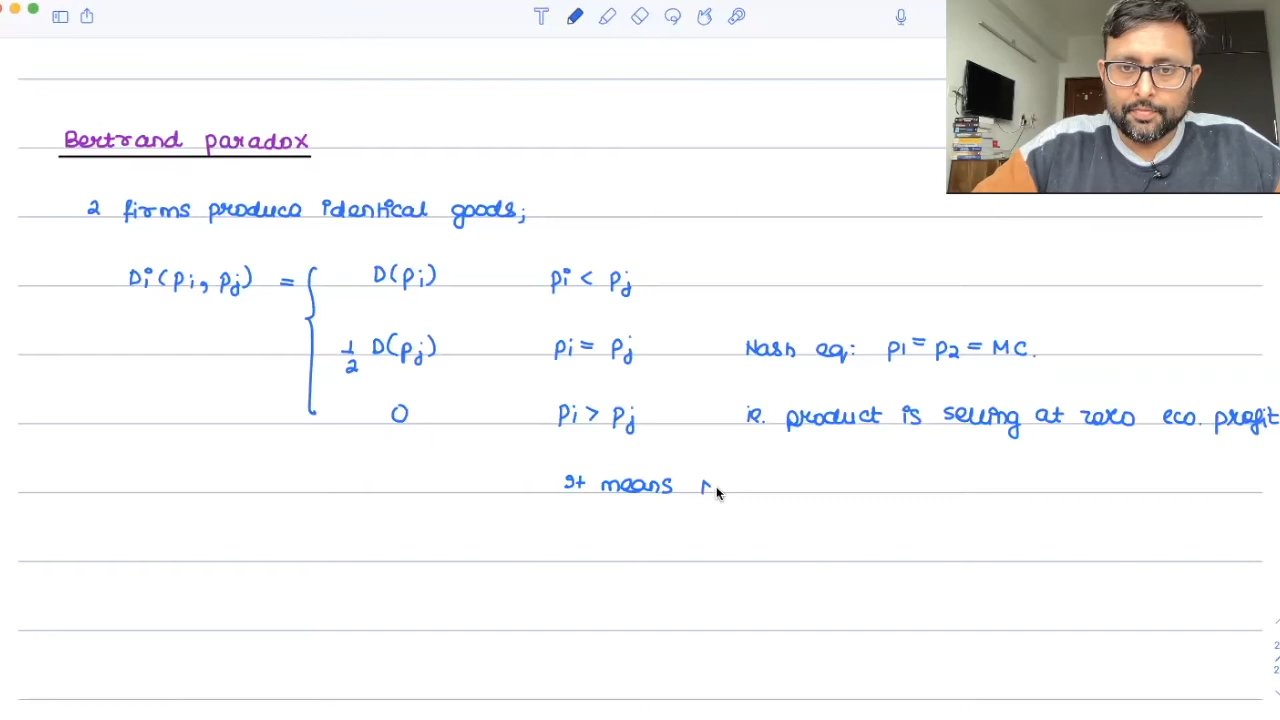 Bertrand paradox
2 firms produce identical goods;
Di(pi, pj) = { D(pi) pi < pj
1/2 D(pj) pi = pj Nash eq: p1 = p2 = MC.
0 pi > pj ie. product is selling at zero eco. profit
It means